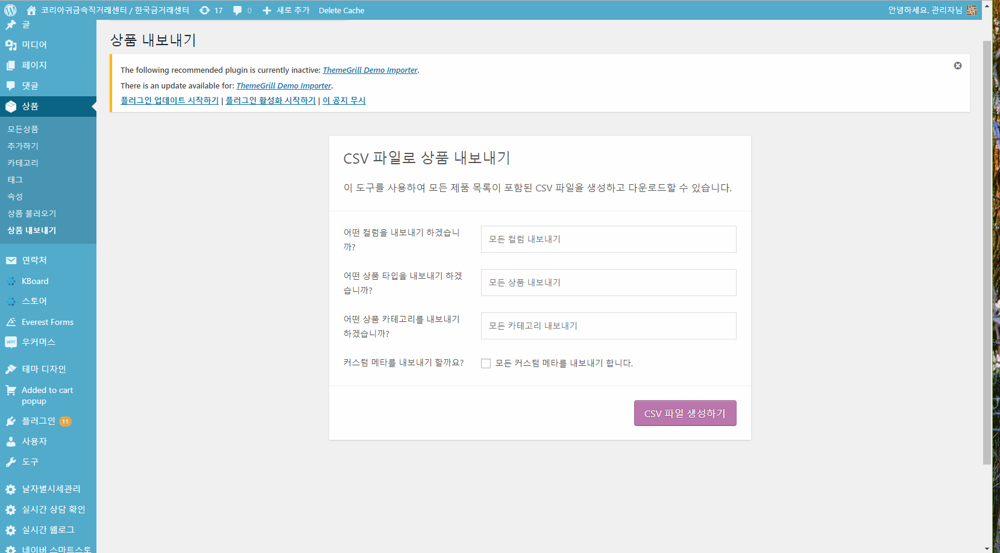 코리아귀금속직거래센터 / 한국금거래센터 17 0 새로 추가 Delete Cache 안녕하세요. 관리자님
글
미디어
페이지
댓글
상품
모든상품
추가하기
카테고리
태그
속성
상품 불러오기
상품 내보내기
연락처
KBoard
스토어
Everest Forms
Woo 우커머스
테마 디자인
Added to cart
popup
플러그인 11
사용자
도구
날자별시세관리
실시간 상담 확인
실시간 웹로그
네이버 스마트스토
상품 내보내기
The following recommended plugin is currently inactive: ThemeGrill Demo Importer.
There is an update available for: ThemeGrill Demo Importer.
플러그인 업데이트 시작하기 | 플러그인 활성화 시작하기 | 이 공지 무시
CSV 파일로 상품 내보내기
이 도구를 사용하여 모든 제품 목록이 포함된 CSV 파일을 생성하고 다운로드할 수 있습니다.
어떤 컬럼을 내보내기 하겠습니
까?
모든 컬럼 내보내기
어떤 상품 타입을 내보내기 하겠
습니까?
모든 상품 내보내기
어떤 상품 카테고리를 내보내기
하겠습니까?
모든 카테고리 내보내기
커스텀 메타를 내보내기 할까요?
모든 커스텀 메타를 내보내기 합니다.
CSV 파일 생성하기